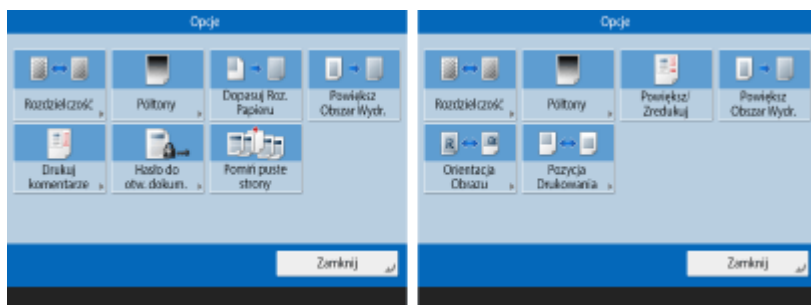 Opcje
Rozdzielczość
Półtony
Dopasuj Roz.
Papieru
Powiększ
Obszar Wydr.
Drukuj
komentarze
Hasło do
otw. dokum.
Pomiń puste
strony
Zamknij
Opcje
Rozdzielczość
Półtony
Powiększ/
Zredukuj
Powiększ
Obszar Wydr.
Orientacja
Obrazu
Pozycja
Drukowania
Zamknij